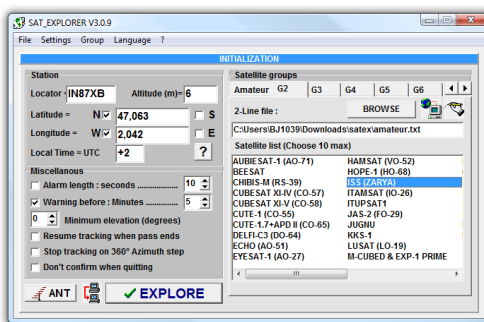 SAT_EXPLORER V3.0.9
File Settings Group Language ?
INITIALIZATION
Station
Locator= IN87XB Altitude (m)= 6
Latitude = N 47,063 S
Longitude = W 2,042 E
Local Time = UTC +2 ?
Miscellaneous
Alarm length : seconds .................. 10
Warning before : Minutes .................. 5
0 Minimum elevation (degrees)
Resume tracking when pass ends
Stop tracking on 360° Azimuth step
Don't confirm when quitting
ANT
EXPLORE
Satellite groups
Amateur G2 G3 G4 G5 G6
2-Line file : BROWSE
C:\Users\BJ1039\Downloads\satex\amateur.txt
Satellite list (Choose 10 max)
AUBIESAT-1 (AO-71) HAMSAT (VO-52)
BEESAT HOPE-1 (HO-68)
CHIBIS-M (RS-39) ISS (ZARYA)
CUBESAT XI-IV (CO-57) ITAMSAT (IO-26)
CUBESAT XI-V (CO-58) ITUPSAT1
CUTE-1 (CO-55) JAS-2 (FO-29)
CUTE-1.7+APD II (CO-65) JUGNU
DELFI-C3 (DO-64) KKS-1
ECHO (AO-51) LUSAT (LO-19)
EYESAT-1 (AO-27) M-CUBED & EXP-1 PRIME